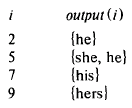 i output(i)
2 {he}
5 {she, he}
7 {his}
9 {hers}